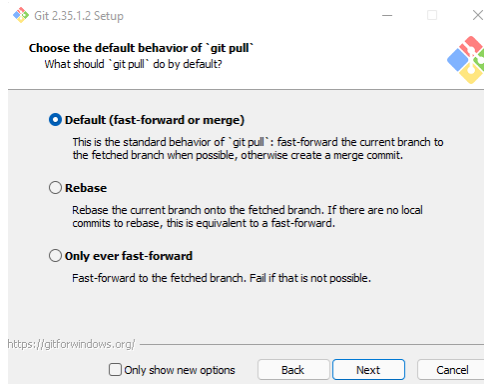 Git 2.35.1.2 Setup
Choose the default behavior of `git pull`
What should `git pull` do by default?
Default (fast-forward or merge)
This is the standard behavior of `git pull`: fast-forward the current branch to
the fetched branch when possible, otherwise create a merge commit.
Rebase
Rebase the current branch onto the fetched branch. If there are no local
commits to rebase, this is equivalent to a fast-forward.
Only ever fast-forward
Fast-forward to the fetched branch. Fail if that is not possible.
https://gitforwindows.org/
Only show new options Back Next Cancel